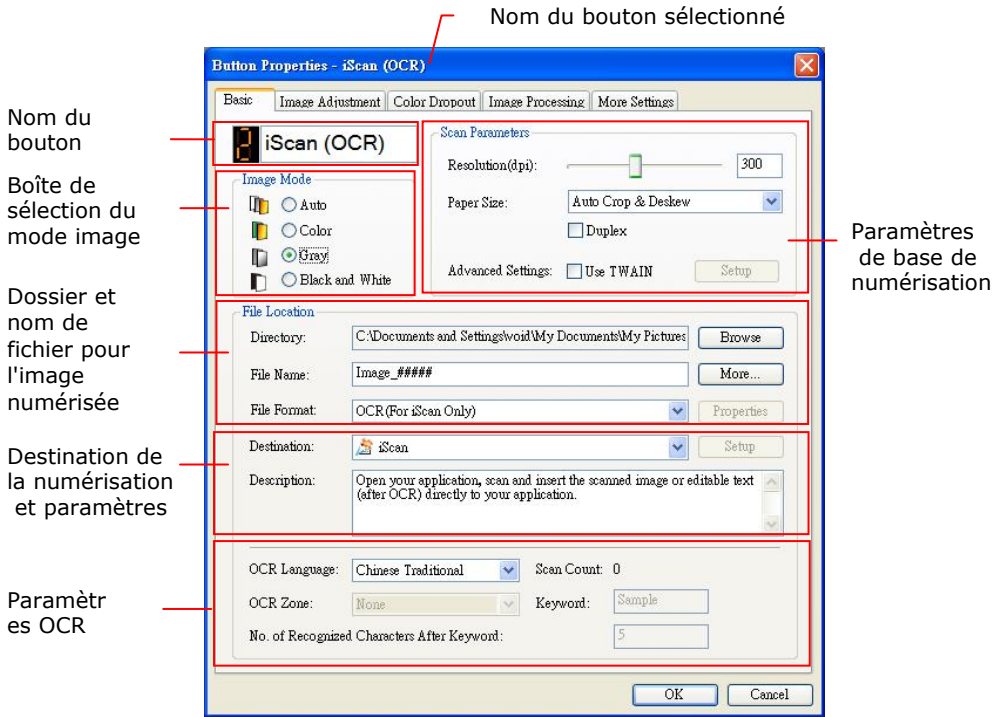 Nom du bouton sélectionné
Button Properties - iScan (OCR)
Basic Image Adjustment Color Dropout Image Processing More Settings
Nom du
bouton
2 iScan (OCR)
Scan Parameters
Resolution(dpi): 300
Paper Size: Auto Crop & Deskew
Duplex
Advanced Settings: Use TWAIN Setup
Boîte de
sélection du
mode image
Image Mode
Auto
Color
Gray
Black and White
Paramètres
de base de
numérisation
Dossier et
nom de
fichier pour
l'image
numérisée
File Location
Directory: C:\Documents and Settings\void\My Documents\My Pictures Browse
File Name: Image_##### More...
File Format: OCR(For iScan Only) Properties
Destination de
la numérisation
et paramètres
Destination: iScan Setup
Description: Open your application, scan and insert the scanned image or editable text
(after OCR) directly to your application.
Paramètr
es OCR
OCR Language: Chinese Traditional Scan Count: 0
OCR Zone: None Keyword: Sample
No. of Recognized Characters After Keyword: 5
OK Cancel